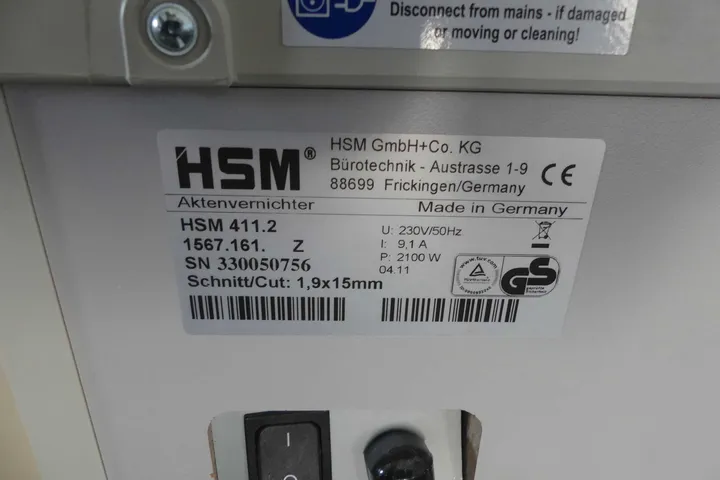 Disconnect from mains - if damaged
or moving or cleaning!
HSM®
HSM GmbH+Co. KG
Bürotechnik - Austrasse 1-9
88699 Frickingen/Germany
CE
Aktenvernichter
Made in Germany
HSM 411.2
1567.161. Z
SN 330050756
Schnitt/Cut: 1,9x15mm
U: 230V/50Hz
I: 9,1 A
P: 2100 W
04.11
GS